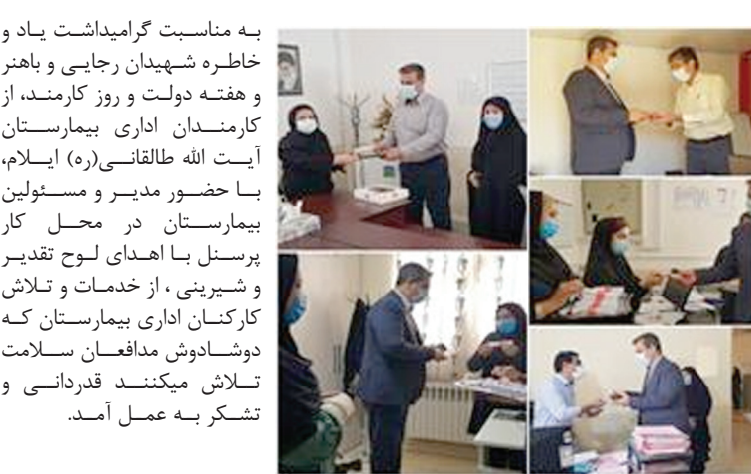 به مناسبت گرامیداشت یاد و
خاطره شهیدان رجایی و باهنر
و هفته دولت و روز کارمند، از
کارمندان اداری بیمارستان
آیت الله طالقانی(ره) ایلام،
با حضور مدیر و مسئولین
بیمارستان در محل کار
پرسنل با اهدای لوح تقدیر
و شیرینی ، از خدمات و تلاش
کارکنان اداری بیمارستان که
دوشادوش مدافعان سلامت
تلاش میکنند قدردانی و
تشکر به عمل آمد.